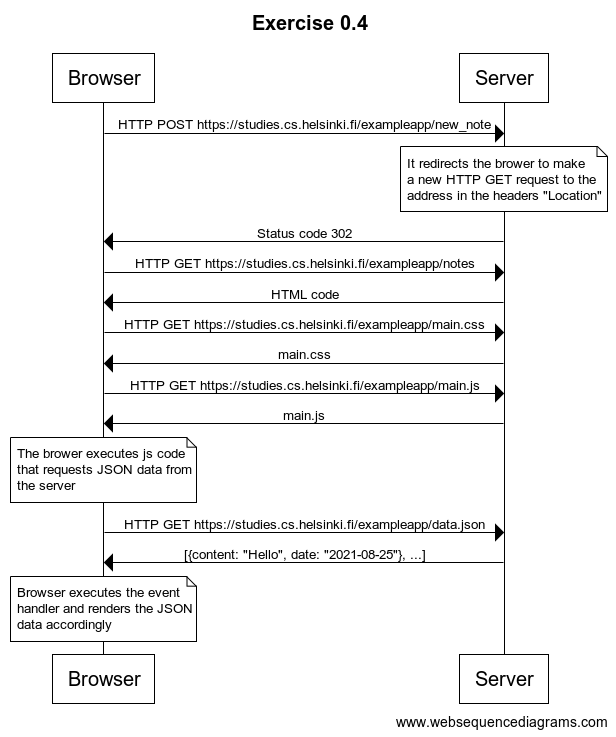 Exercise 0.4
Browser
Server
HTTP POST https://studies.cs.helsinki.fi/exampleapp/new_note
It redirects the brower to make
a new HTTP GET request to the
address in the headers "Location"
Status code 302
HTTP GET https://studies.cs.helsinki.fi/exampleapp/notes
HTML code
HTTP GET https://studies.cs.helsinki.fi/exampleapp/main.css
main.css
HTTP GET https://studies.cs.helsinki.fi/exampleapp/main.js
main.js
The brower executes js code
that requests JSON data from
the server
HTTP GET https://studies.cs.helsinki.fi/exampleapp/data.json
[{content: "Hello", date: "2021-08-25"}, ...]
Browser executes the event
handler and renders the JSON
data accordingly
Browser
Server
www.websequencediagrams.com